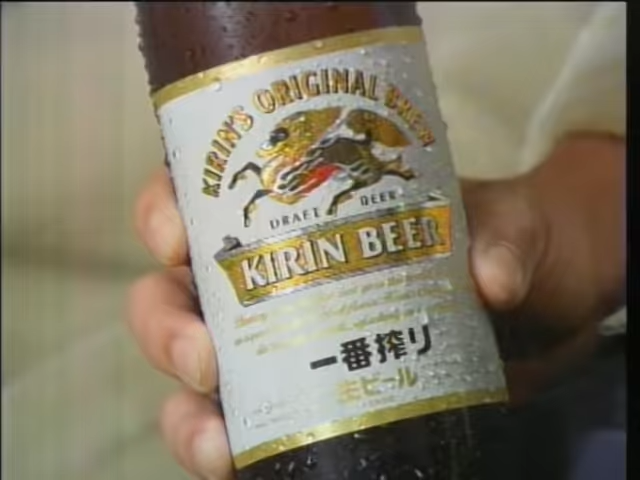 KIRIN'S ORIGINAL BREW
DRAFT BEER
KIRIN BEER
一番搾り
生ビール